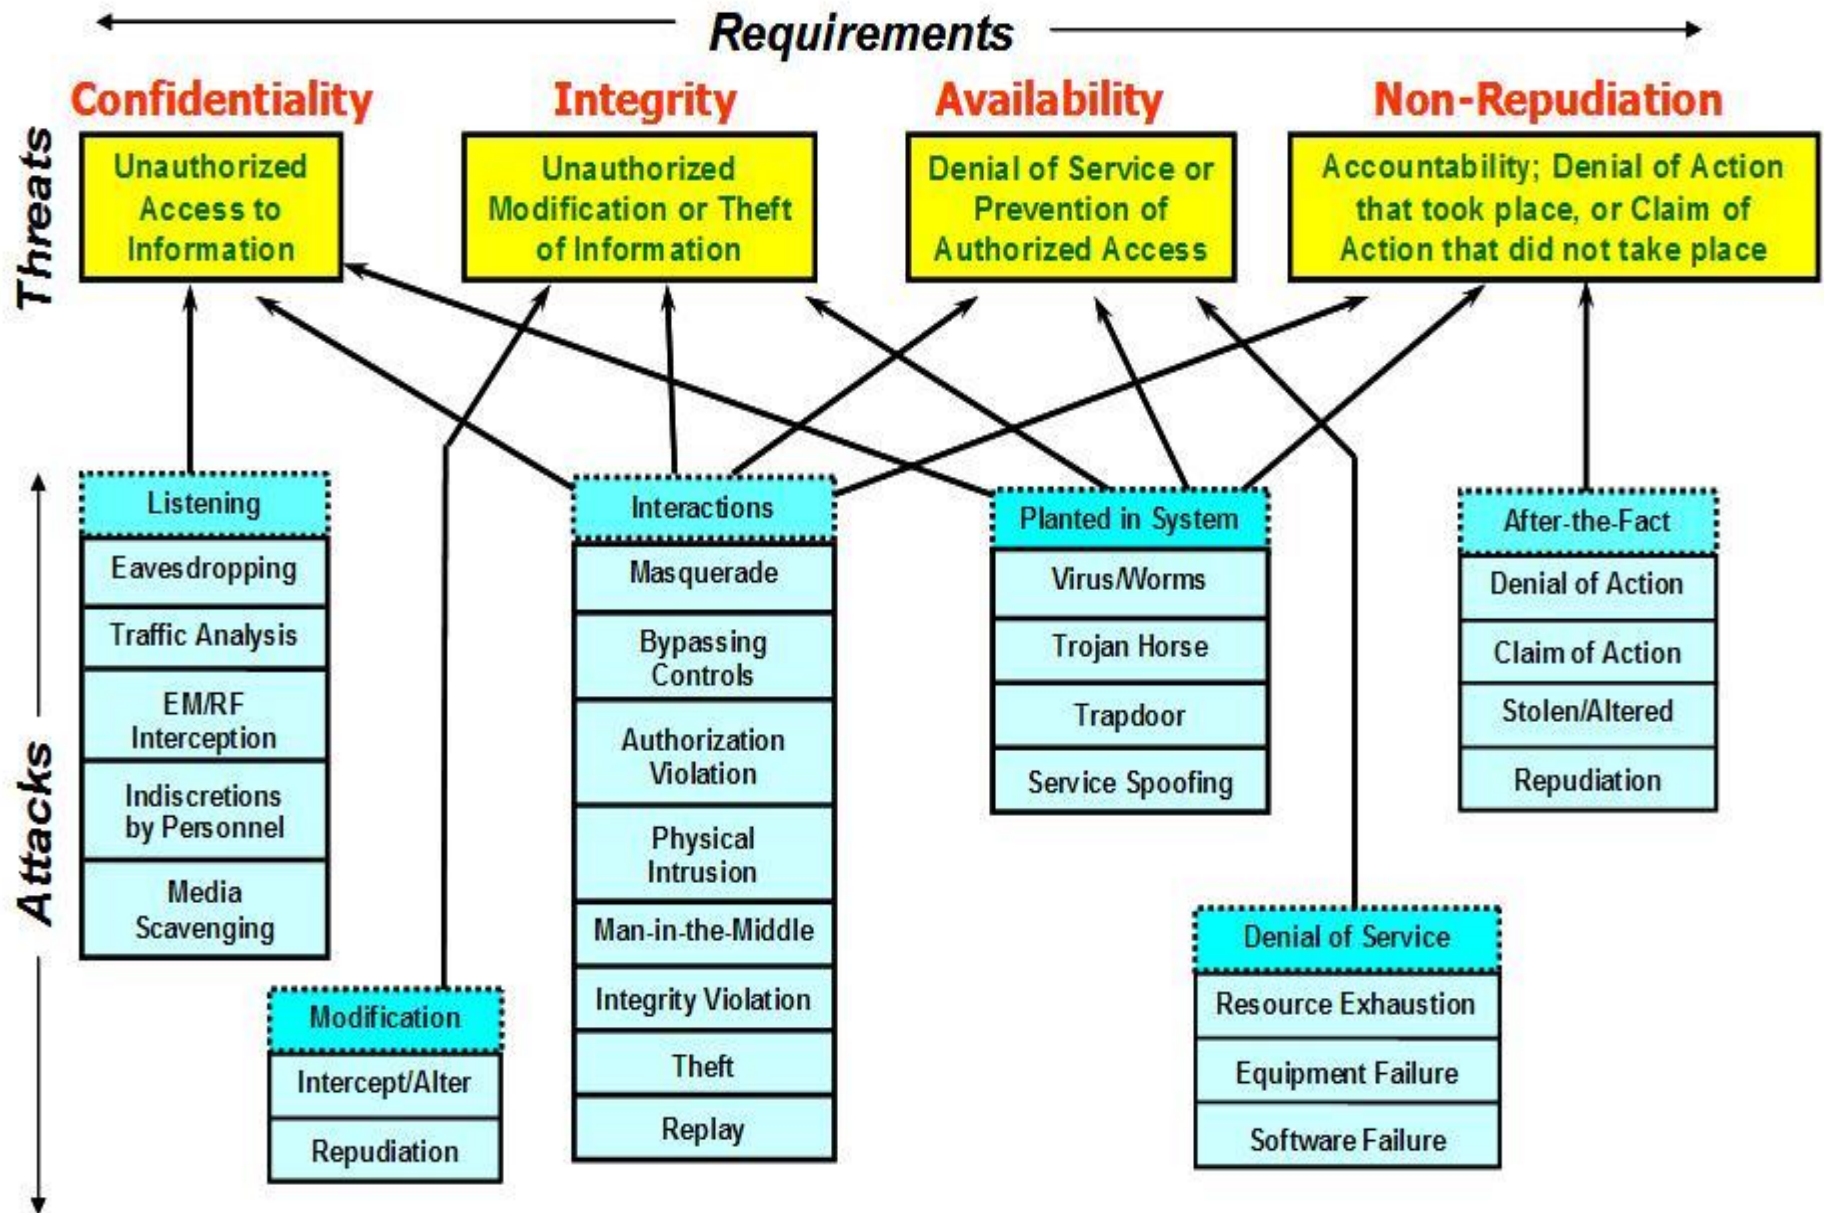 Requirements
Confidentiality
Integrity
Availability
Non-Repudiation
Threats
Unauthorized
Access to
Information
Unauthorized
Modification or Theft
of Information
Denial of Service or
Prevention of
Authorized Access
Accountability; Denial of Action
that took place, or Claim of
Action that did not take place
Attacks
Listening
Eavesdropping
Traffic Analysis
EM/RF
Interception
Indiscretions
by Personnel
Media
Scavenging
Modification
Intercept/Alter
Repudiation
Interactions
Masquerade
Bypassing
Controls
Authorization
Violation
Physical
Intrusion
Man-in-the-Middle
Integrity Violation
Theft
Replay
Planted in System
Virus/Worms
Trojan Horse
Trapdoor
Service Spoofing
Denial of Service
Resource Exhaustion
Equipment Failure
Software Failure
After-the-Fact
Denial of Action
Claim of Action
Stolen/Altered
Repudiation